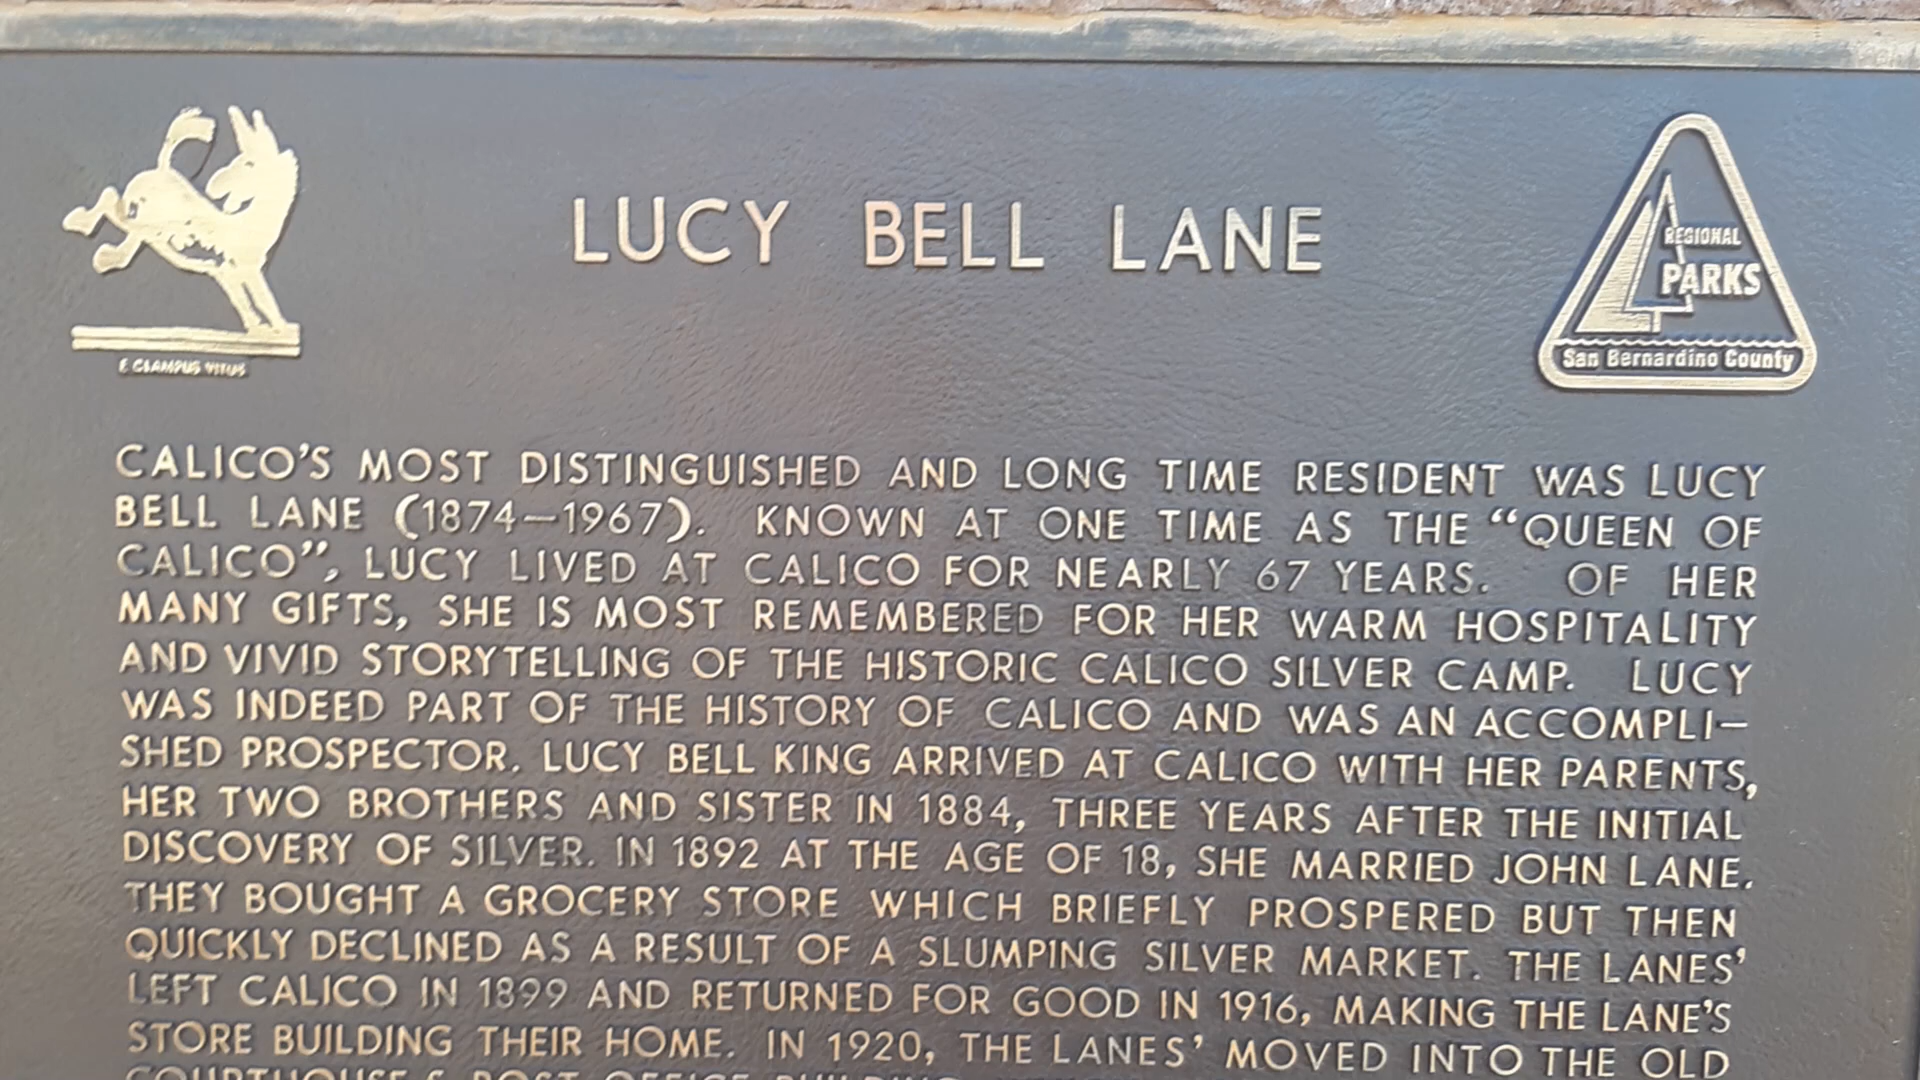 LUCY BELL LANE
E CLAMPUS VITUS
REGIONAL
PARKS
San Bernardino County
CALICO'S MOST DISTINGUISHED AND LONG TIME RESIDENT WAS LUCY
BELL LANE (1874—1967). KNOWN AT ONE TIME AS THE “QUEEN OF
CALICO”, LUCY LIVED AT CALICO FOR NEARLY 67 YEARS. OF HER
MANY GIFTS, SHE IS MOST REMEMBERED FOR HER WARM HOSPITALITY
AND VIVID STORYTELLING OF THE HISTORIC CALICO SILVER CAMP. LUCY
WAS INDEED PART OF THE HISTORY OF CALICO AND WAS AN ACCOMPLI—
SHED PROSPECTOR. LUCY BELL KING ARRIVED AT CALICO WITH HER PARENTS,
HER TWO BROTHERS AND SISTER IN 1884, THREE YEARS AFTER THE INITIAL
DISCOVERY OF SILVER. IN 1892 AT THE AGE OF 18, SHE MARRIED JOHN LANE.
THEY BOUGHT A GROCERY STORE WHICH BRIEFLY PROSPERED BUT THEN
QUICKLY DECLINED AS A RESULT OF A SLUMPING SILVER MARKET. THE LANES'
LEFT CALICO IN 1899 AND RETURNED FOR GOOD IN 1916, MAKING THE LANE'S
STORE BUILDING THEIR HOME. IN 1920, THE LANES' MOVED INTO THE OLD
COURTHOUSE & POST OFFICE BUILDING